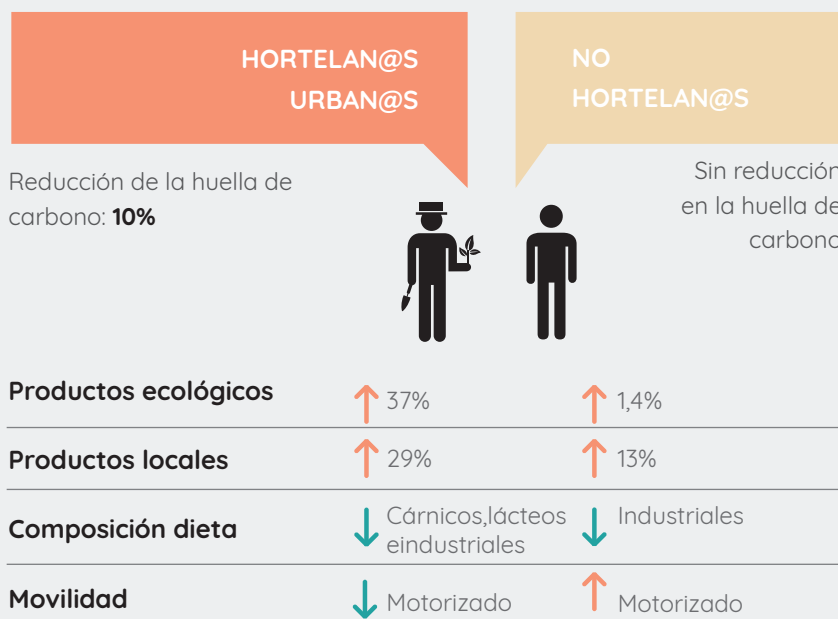 HORTELAN@S
URBAN@S
NO
HORTELAN@S
Reducción de la huella de
carbono: 10%
Sin reducción
en la huella de
carbono
Productos ecológicos 37% 1,4%
Productos locales 29% 13%
Composición dieta Cárnicos,lácteos
eindustriales Industriales
Movilidad Motorizado Motorizado